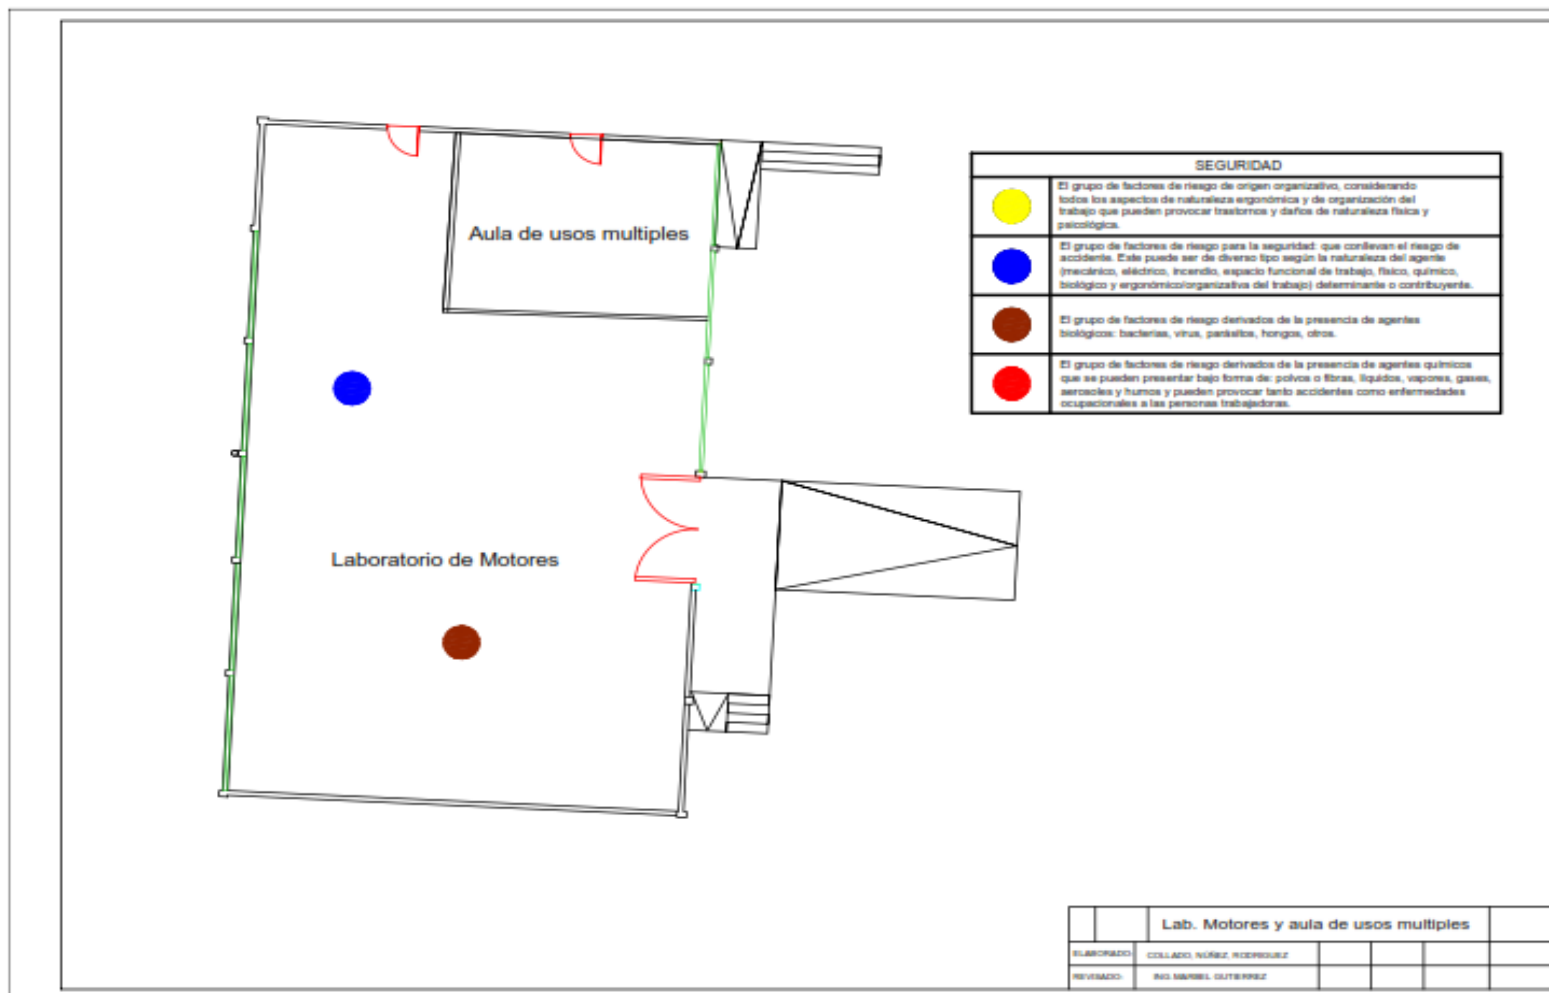 Aula de usos multiples
Laboratorio de Motores
SEGURIDAD
El grupo de factores de riesgo de origen organizativo, considerando
todos los aspectos de naturaleza ergonómica y de organización del
trabajo que pueden provocar trastornos y daños de naturaleza física y
psicológica.
El grupo de factores de riesgo para la seguridad: que conllevan el riesgo de
accidente. Este puede ser de diverso tipo según la naturaleza del agente
(mecánico, eléctrico, incendio, espacio funcional de trabajo, físico, químico,
biológico y ergonómico/organizativa del trabajo) determinante o contribuyente.
El grupo de factores de riesgo derivados de la presencia de agentes
biológicos: bacterias, virus, parásitos, hongos, otros.
El grupo de factores de riesgo derivados de la presencia de agentes químicos
que se pueden presentar bajo forma de: polvos o fibras, líquidos, vapores, gases,
aerosoles y humos y pueden provocar tanto accidentes como enfermedades
ocupacionales a las personas trabajadoras.
Lab. Motores y aula de usos multiples
ELABORADO: COLLADO, NÚÑEZ, RODRIGUEZ
REVISADO: ING. MARIBEL GUTIERREZ